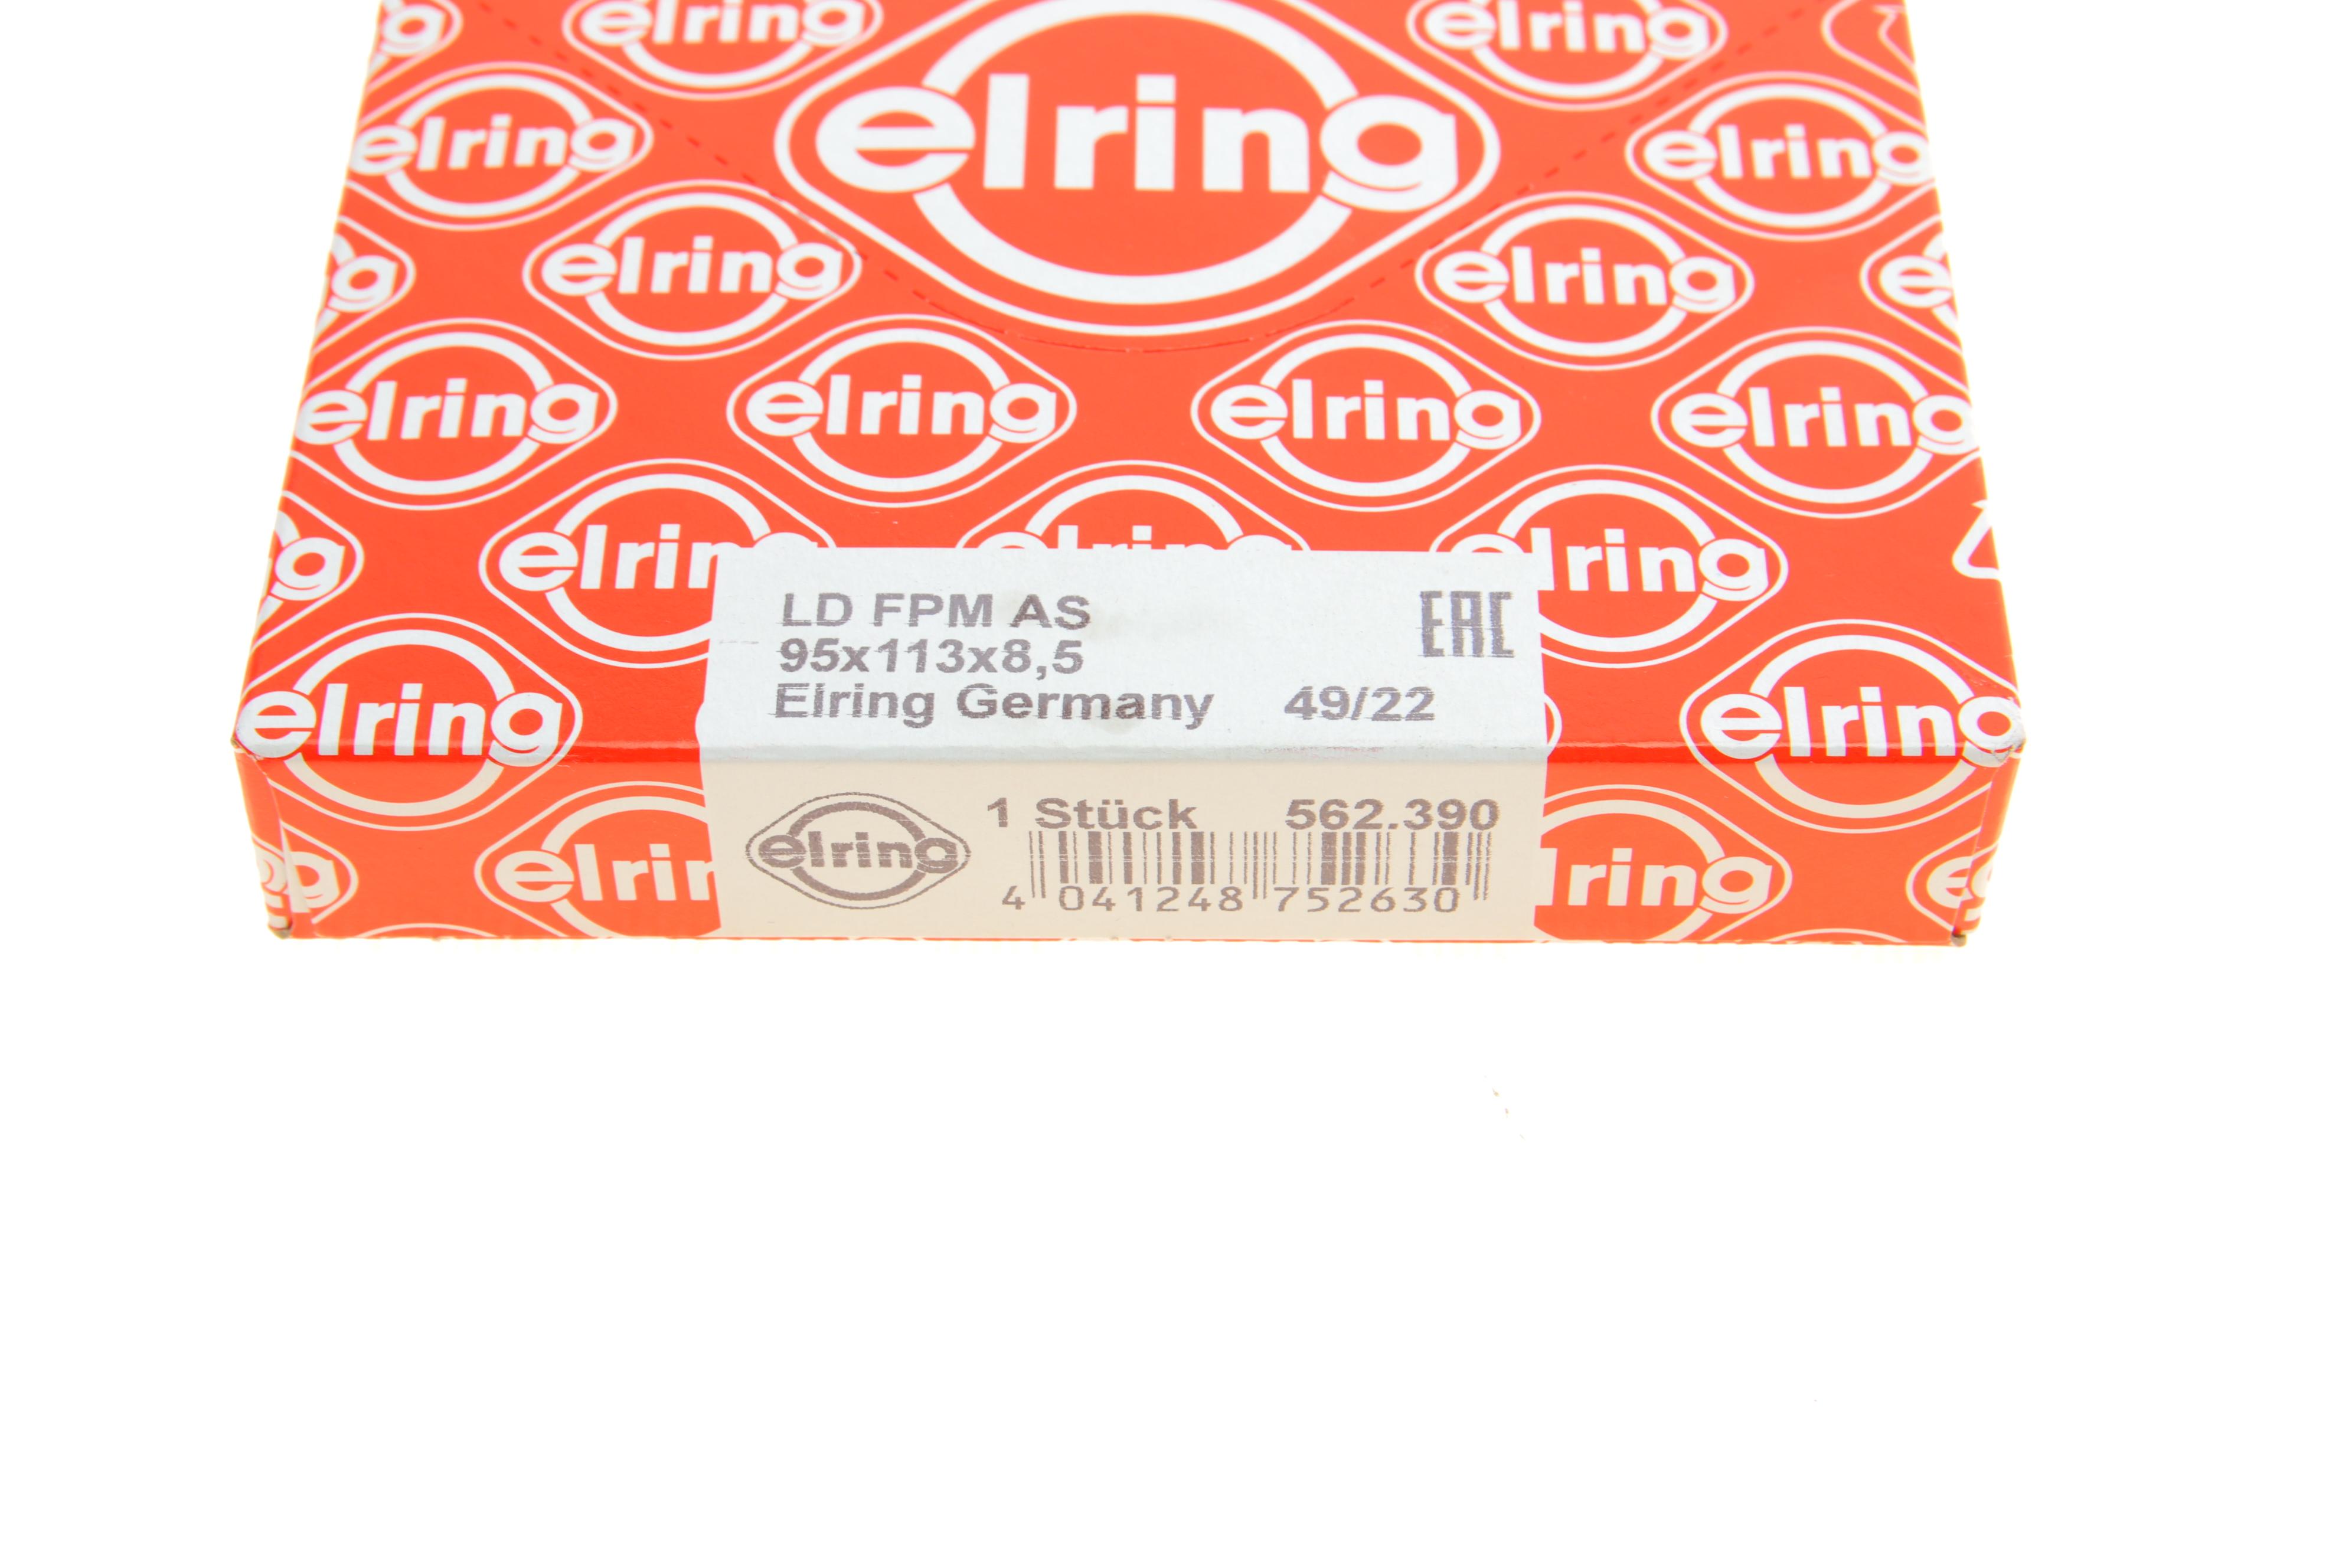 elring
LD FPM AS
95x113x8,5
Elring Germany 49/22
EAC
elring
1 Stück 562.390
4 041248 752630